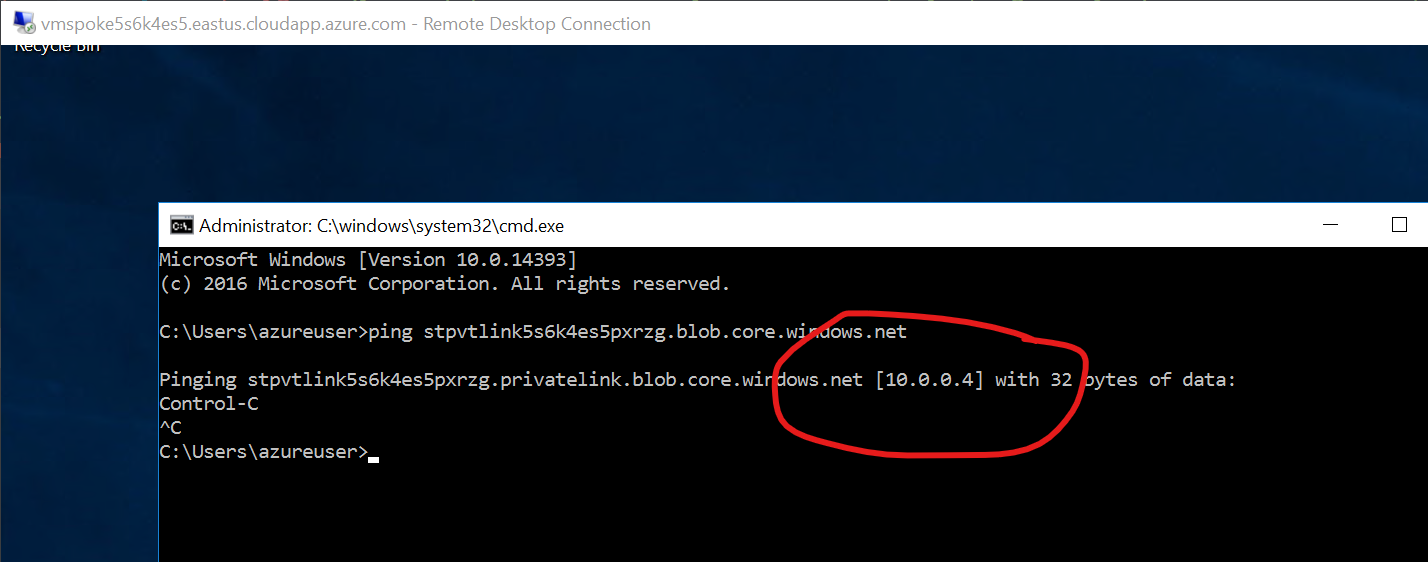 vmspoke5s6k4es5.eastus.cloudapp.azure.com - Remote Desktop Connection
Recycle Bin
Administrator: C:\windows\system32\cmd.exe
Microsoft Windows [Version 10.0.14393]
(c) 2016 Microsoft Corporation. All rights reserved.
C:\Users\azureuser>ping stpvtlink5s6k4es5pxrzg.blob.core.windows.net
Pinging stpvtlink5s6k4es5pxrzg.privatelink.blob.core.windows.net [10.0.0.4] with 32 bytes of data:
Control-C
^C
C:\Users\azureuser>